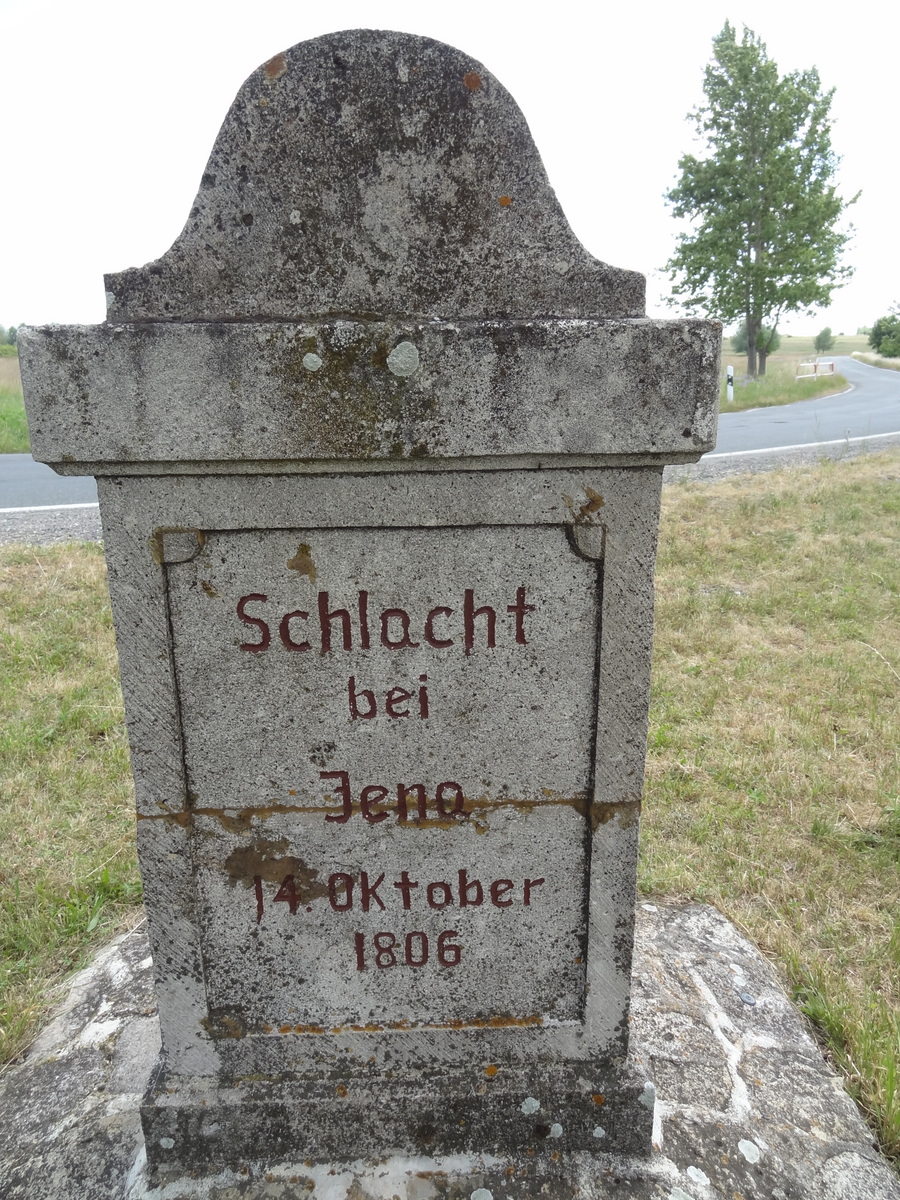 Schlacht
bei
Jena
14. Oktober
1806